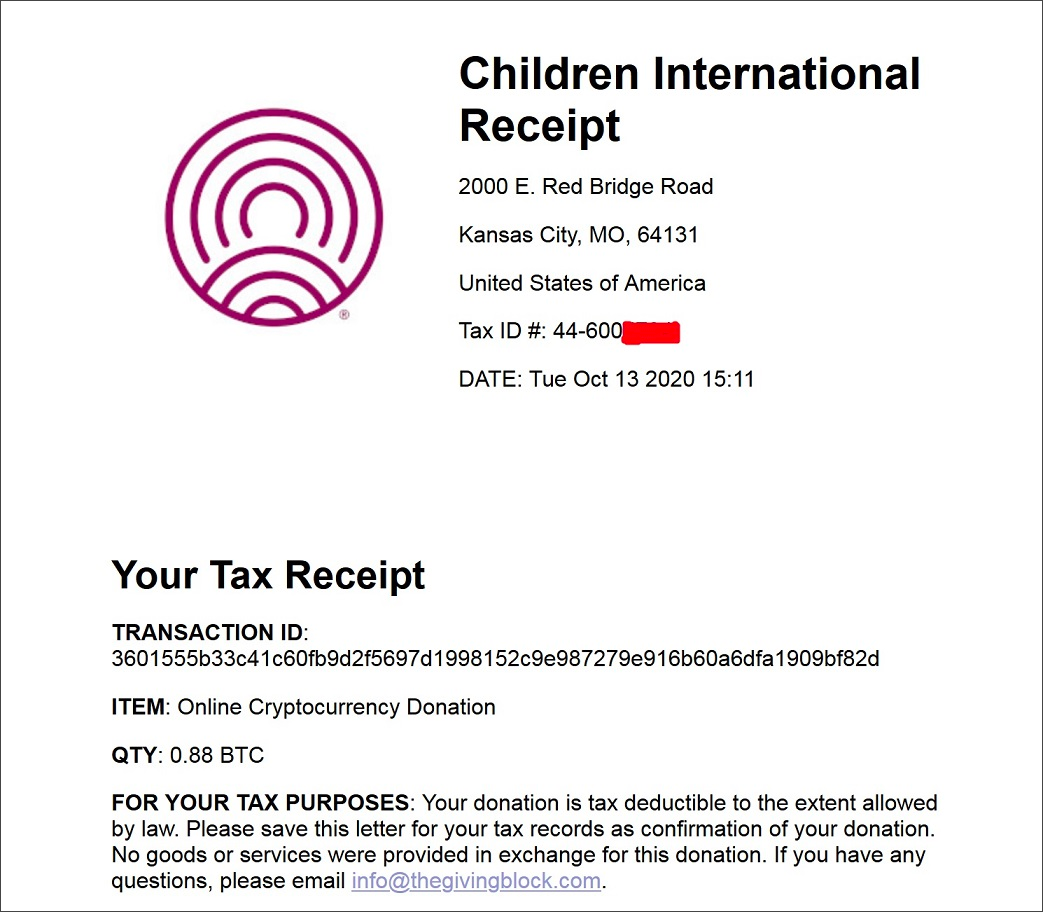 Children International
Receipt
2000 E. Red Bridge Road
Kansas City, MO, 64131
United States of America
Tax ID #: 44-600
DATE: Tue Oct 13 2020 15:11
®
Your Tax Receipt
TRANSACTION ID:
3601555b33c41c60fb9d2f5697d1998152c9e987279e916b60a6dfa1909bf82d
ITEM: Online Cryptocurrency Donation
QTY: 0.88 BTC
FOR YOUR TAX PURPOSES: Your donation is tax deductible to the extent allowed
by law. Please save this letter for your tax records as confirmation of your donation.
No goods or services were provided in exchange for this donation. If you have any
questions, please email info@thegivingblock.com.